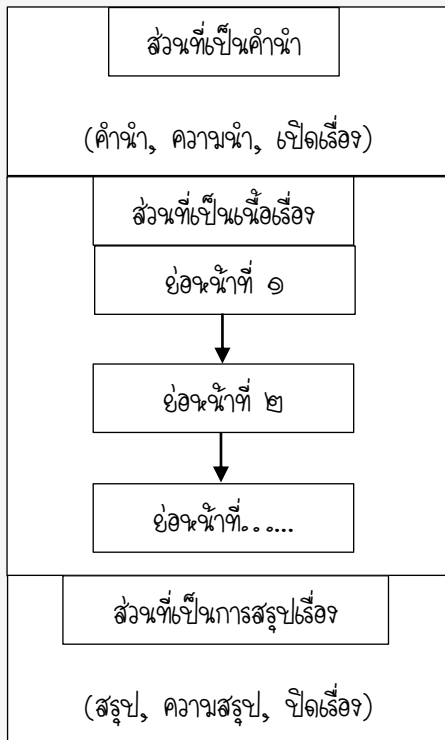 ส่วนที่เป็นคำนำ
(คำนำ, ความนำ, เปิดเรื่อง)
ส่วนที่เป็นเนื้อเรื่อง
ย่อหน้าที่ ๑
ย่อหน้าที่ ๒
ย่อหน้าที่.......
ส่วนที่เป็นการสรุปเรื่อง
(สรุป, ความสรุป, ปิดเรื่อง)